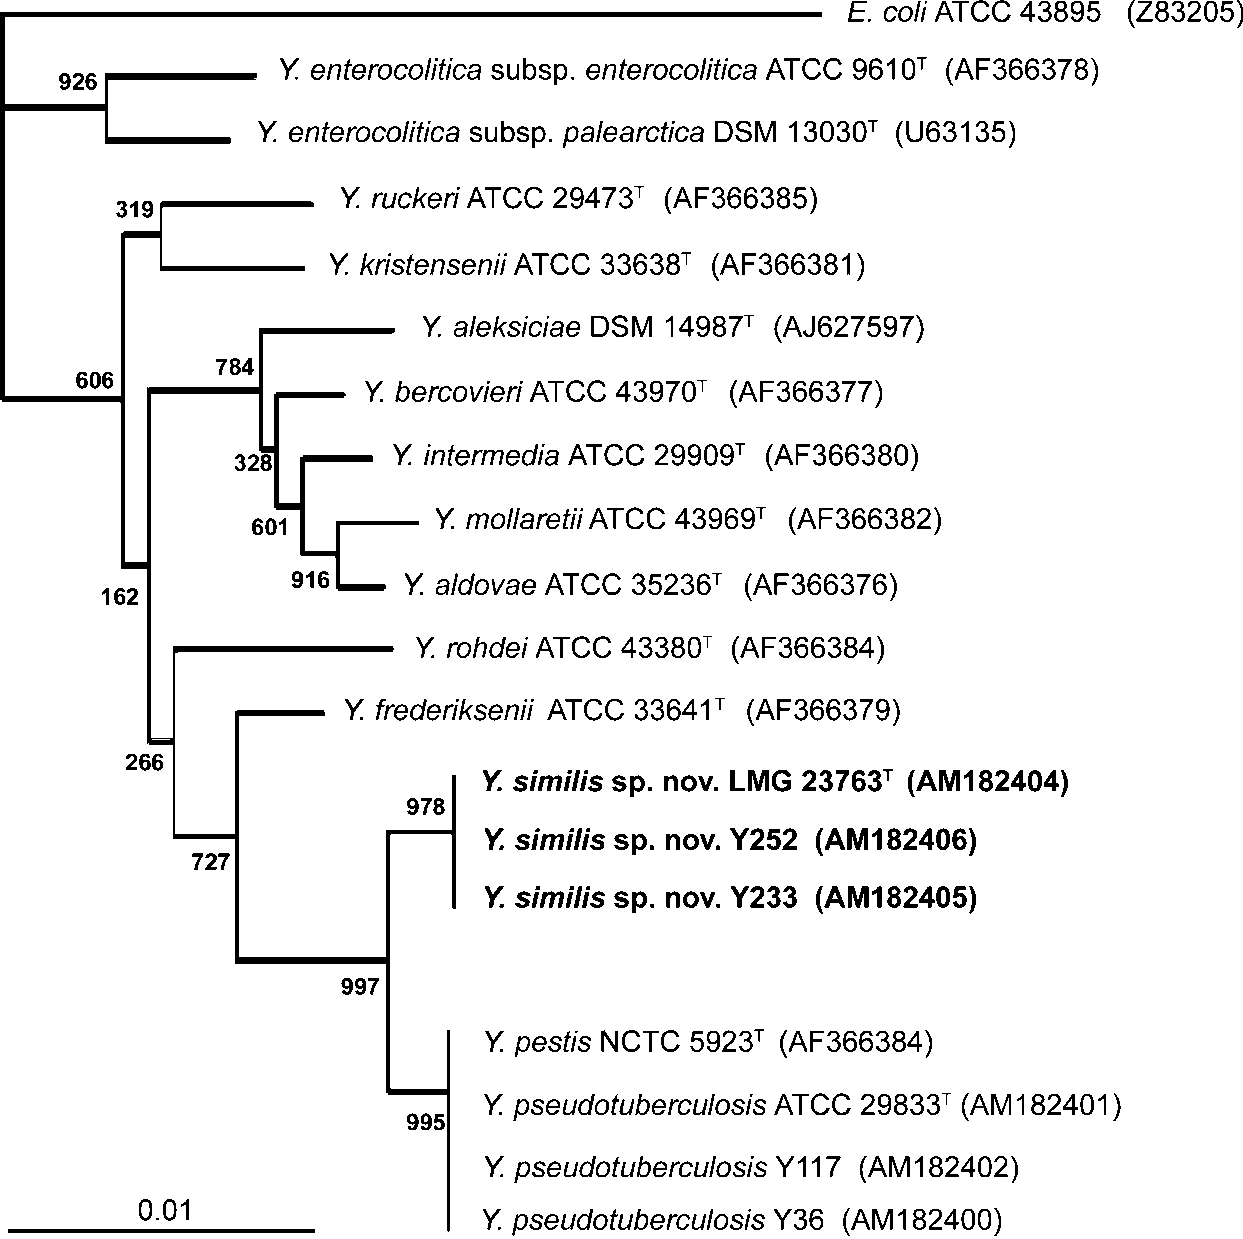 E. coli ATCC 43895 (Z83205)
926
Y. enterocolitica subsp. enterocolitica ATCC 9610ᵀ (AF366378)
Y. enterocolitica subsp. palearctica DSM 13030ᵀ (U63135)
319
Y. ruckeri ATCC 29473ᵀ (AF366385)
Y. kristensenii ATCC 33638ᵀ (AF366381)
Y. aleksiciae DSM 14987ᵀ (AJ627597)
784
606
Y. bercovieri ATCC 43970ᵀ (AF366377)
328
Y. intermedia ATCC 29909ᵀ (AF366380)
601
Y. mollaretii ATCC 43969ᵀ (AF366382)
916
Y. aldovae ATCC 35236ᵀ (AF366376)
162
Y. rohdei ATCC 43380ᵀ (AF366384)
Y. frederiksenii ATCC 33641ᵀ (AF366379)
266
Y. similis sp. nov. LMG 23763ᵀ (AM182404)
978
Y. similis sp. nov. Y252 (AM182406)
727
Y. similis sp. nov. Y233 (AM182405)
997
Y. pestis NCTC 5923ᵀ (AF366384)
Y. pseudotuberculosis ATCC 29833ᵀ (AM182401)
995
Y. pseudotuberculosis Y117 (AM182402)
0.01
Y. pseudotuberculosis Y36 (AM182400)